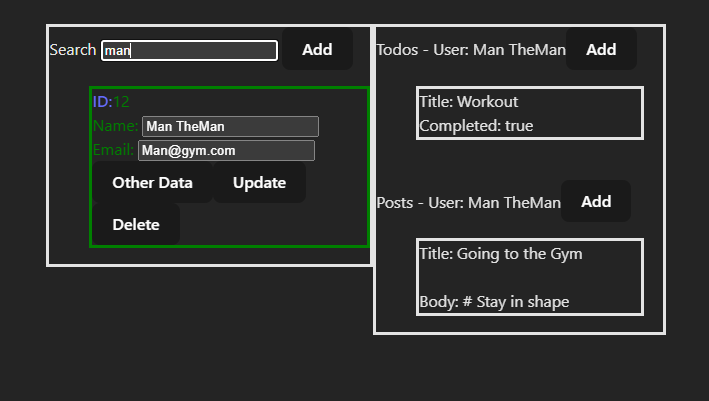 Search man Add
ID:12
Name: Man TheMan
Email: Man@gym.com
Other Data Update
Delete
Todos - User: Man TheMan Add
Title: Workout
Completed: true
Posts - User: Man TheMan Add
Title: Going to the Gym
Body: # Stay in shape